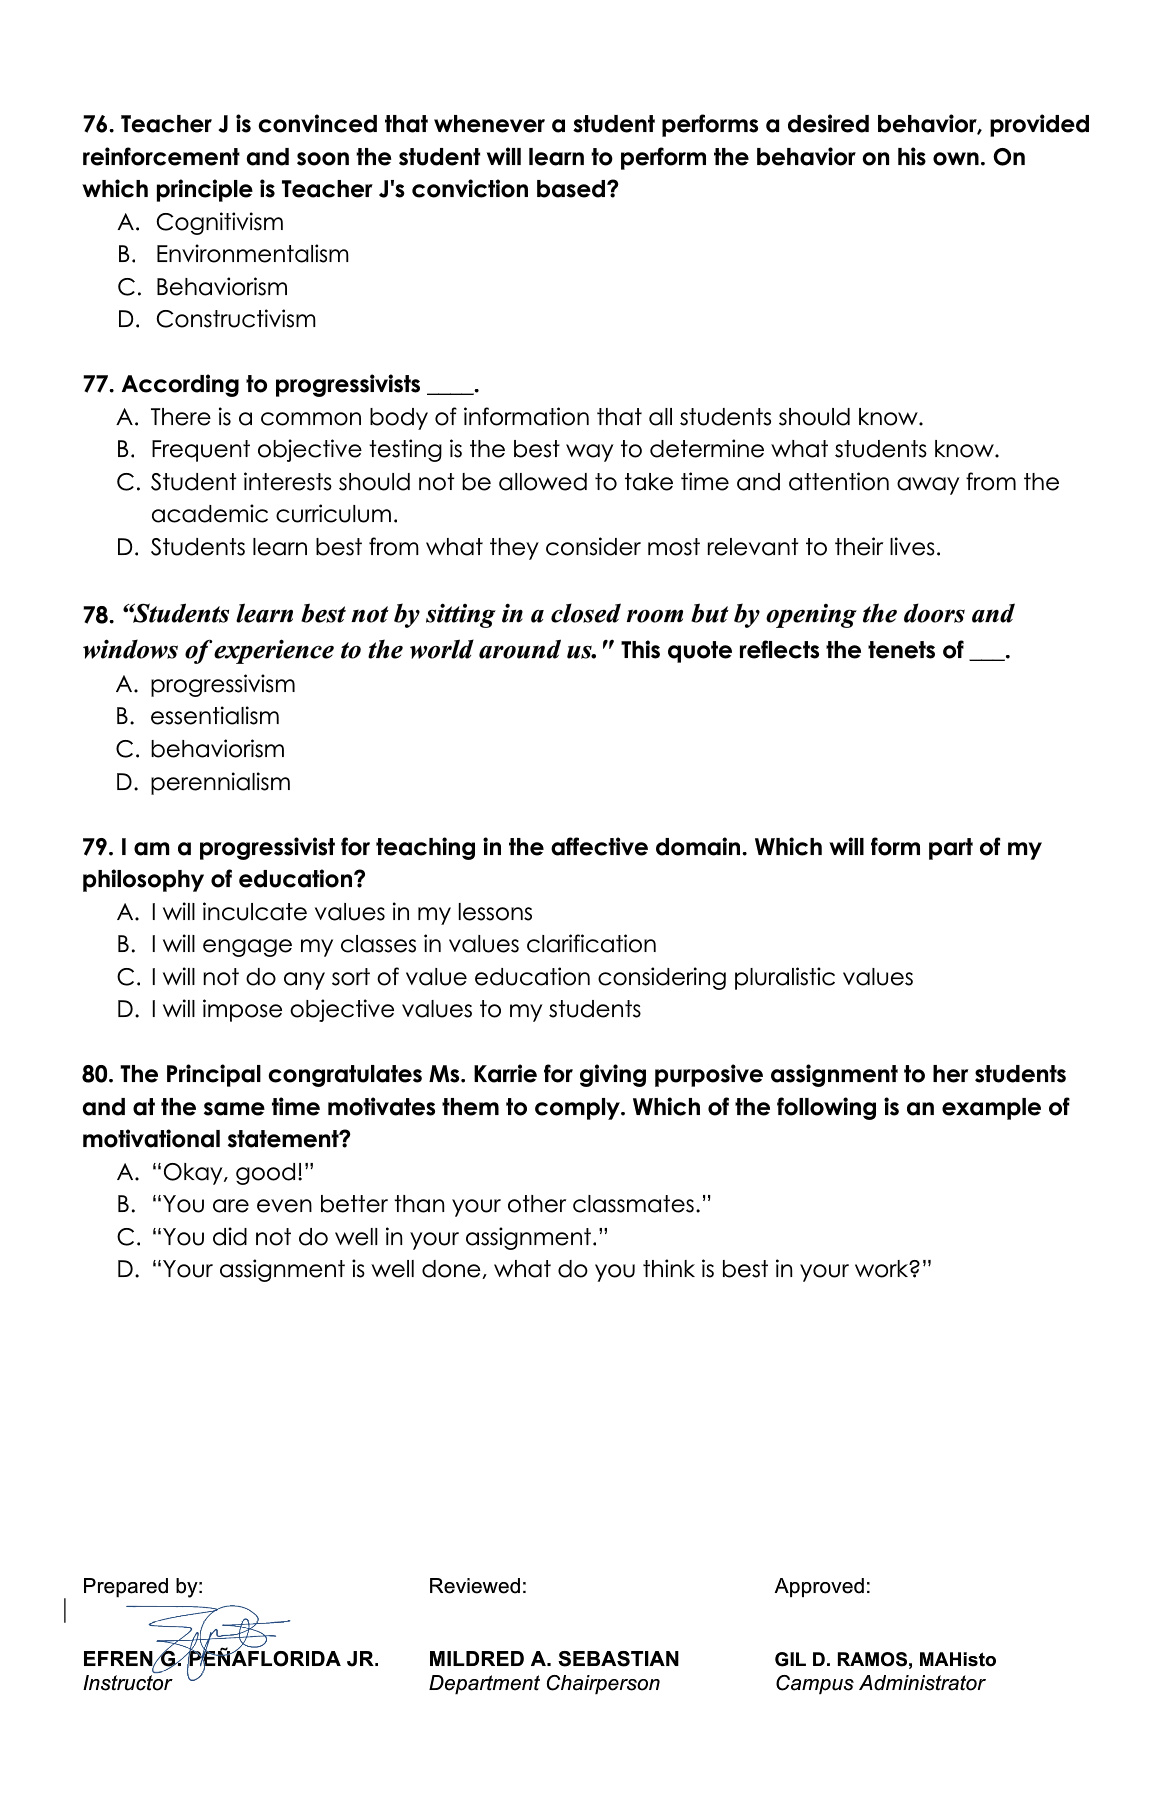 76. Teacher J is convinced that whenever a student performs a desired behavior, provided
reinforcement and soon the student will learn to perform the behavior on his own. On
which principle is Teacher J's conviction based?
A. Cognitivism
B. Environmentalism
C. Behaviorism
D. Constructivism
77. According to progressivists ____.
A. There is a common body of information that all students should know.
B. Frequent objective testing is the best way to determine what students know.
C. Student interests should not be allowed to take time and attention away from the
academic curriculum.
D. Students learn best from what they consider most relevant to their lives.
78. “Students learn best not by sitting in a closed room but by opening the doors and
windows of experience to the world around us." This quote reflects the tenets of ___.
A. progressivism
B. essentialism
C. behaviorism
D. perennialism
79. I am a progressivist for teaching in the affective domain. Which will form part of my
philosophy of education?
A. I will inculcate values in my lessons
B. I will engage my classes in values clarification
C. I will not do any sort of value education considering pluralistic values
D. I will impose objective values to my students
80. The Principal congratulates Ms. Karrie for giving purposive assignment to her students
and at the same time motivates them to comply. Which of the following is an example of
motivational statement?
A. “Okay, good!”
B. “You are even better than your other classmates.”
C. “You did not do well in your assignment.”
D. “Your assignment is well done, what do you think is best in your work?”
Prepared by: Reviewed: Approved:
EFREN G. PEÑAFLORIDA JR. MILDRED A. SEBASTIAN GIL D. RAMOS, MAHisto
Instructor Department Chairperson Campus Administrator